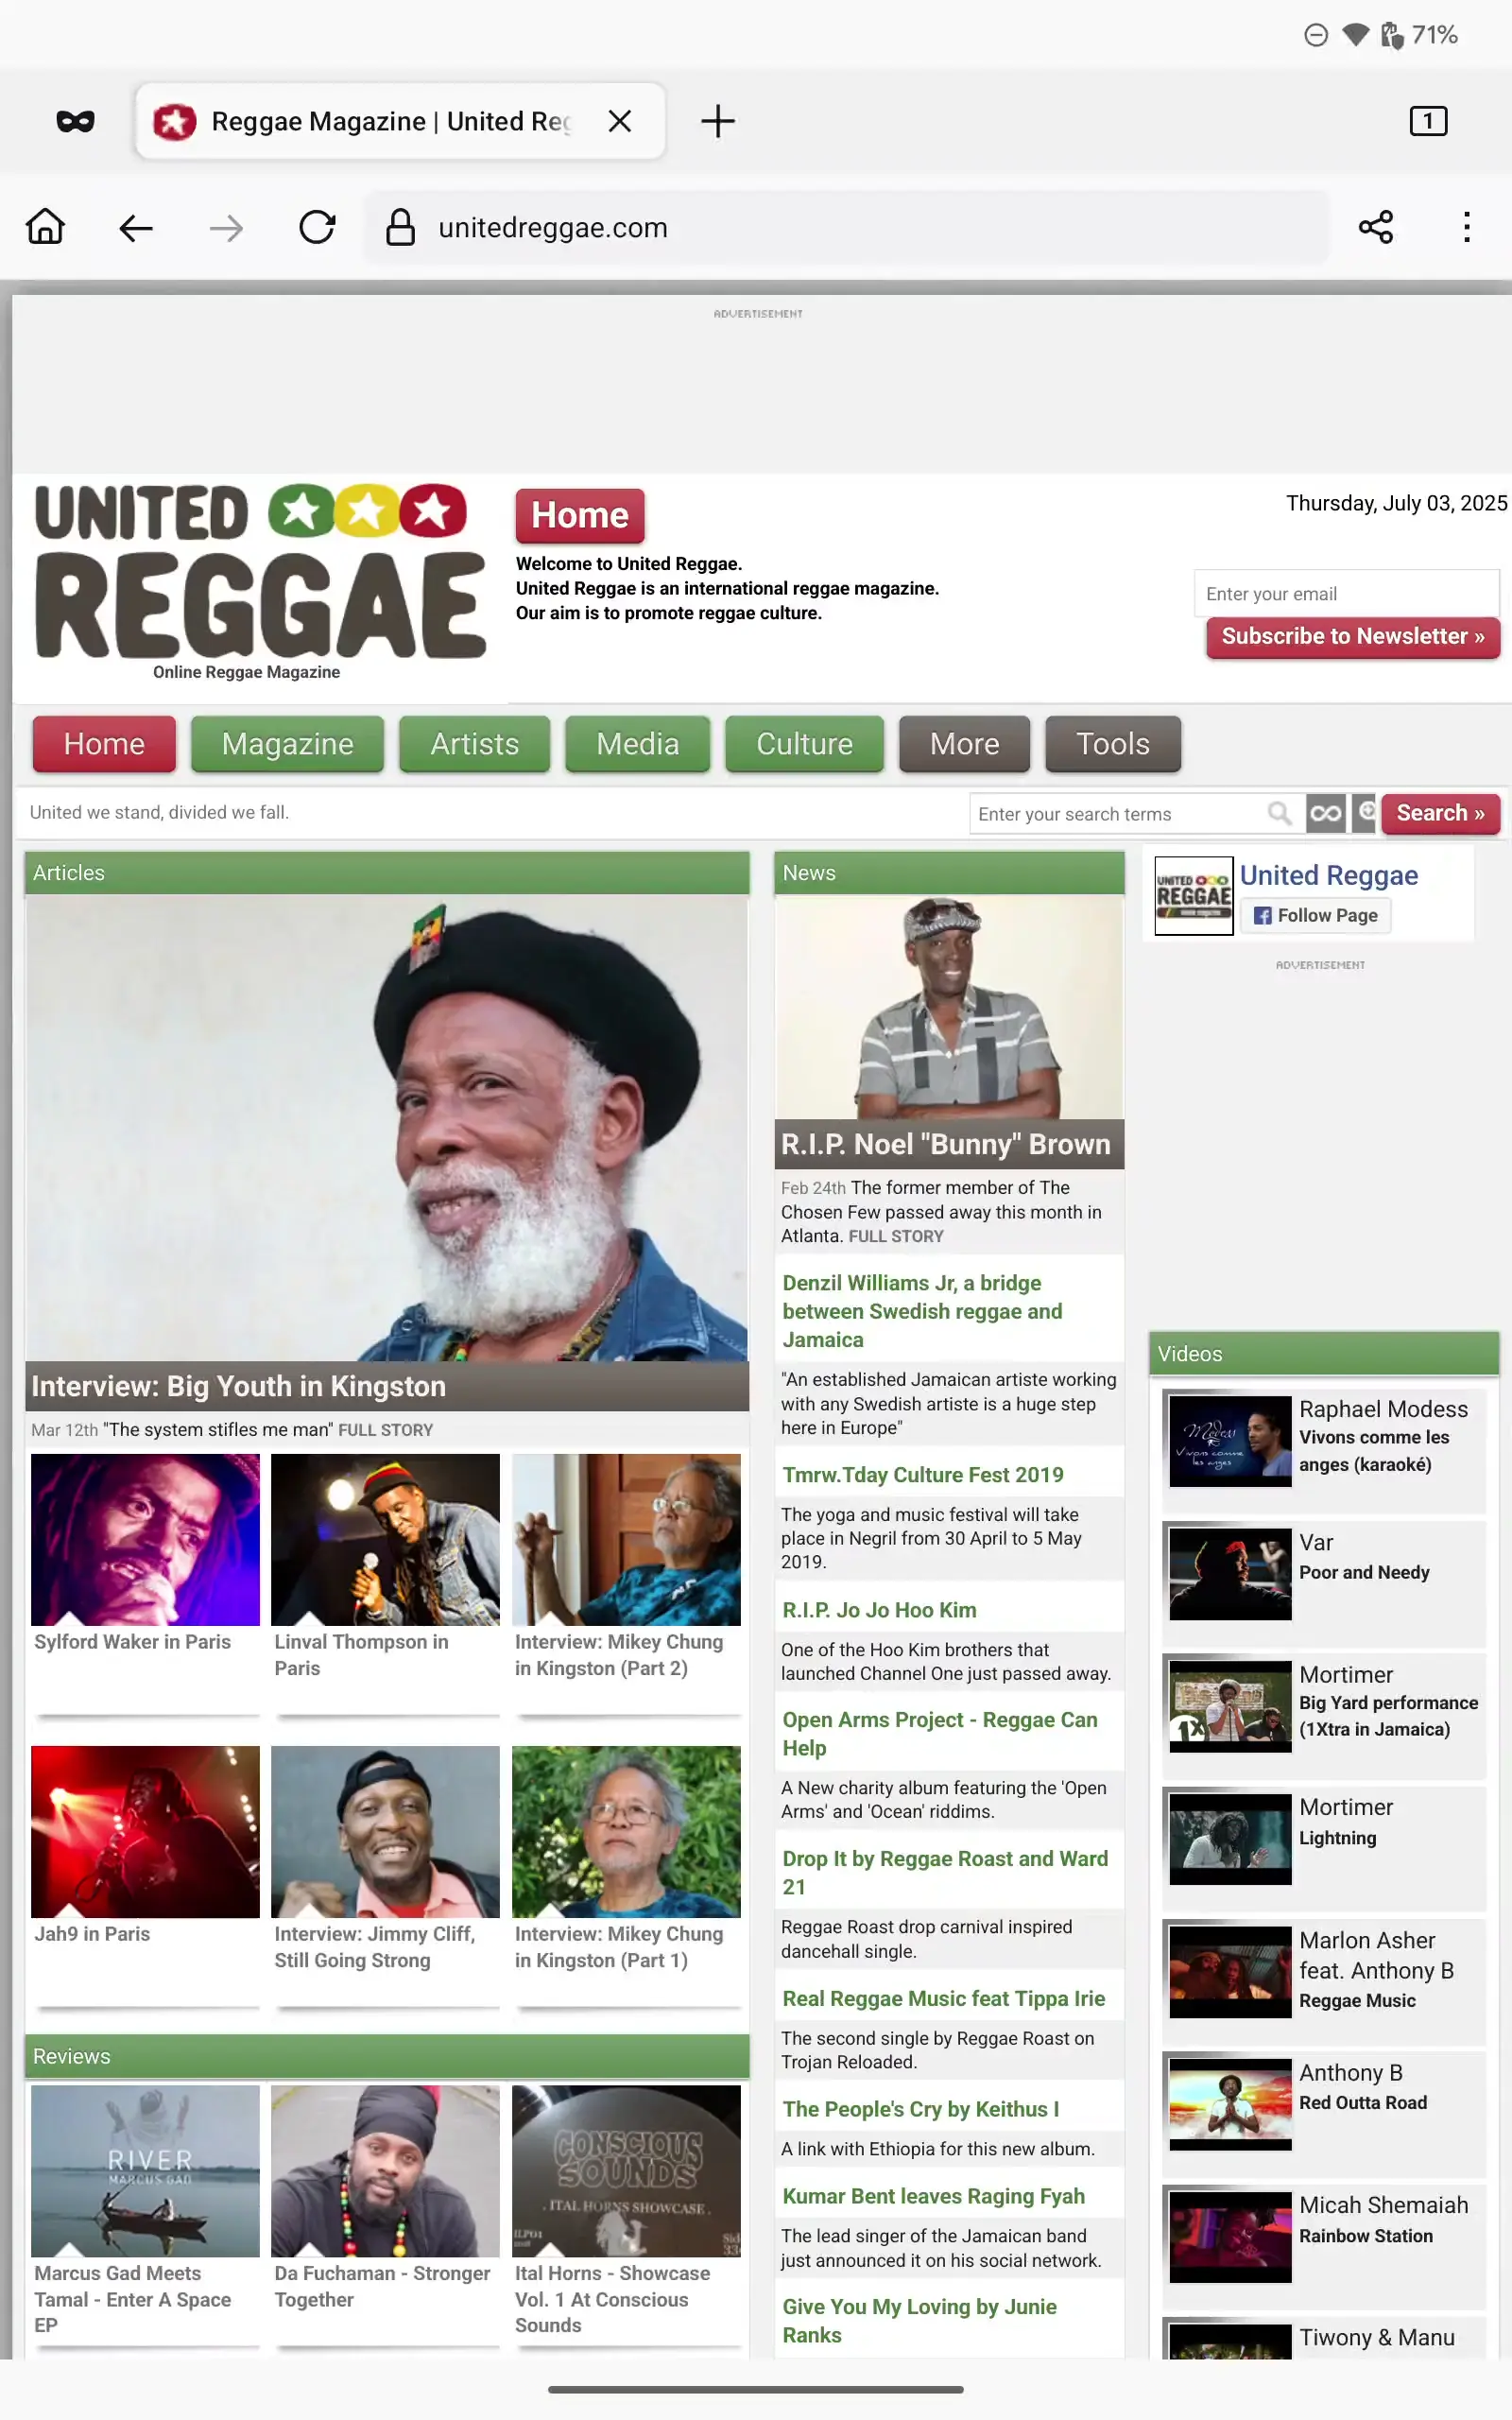 71%
Reggae Magazine | United Reg
1
unitedreggae.com
ADVERTISEMENT
UNITED
REGGAE
Online Reggae Magazine
Home
Welcome to United Reggae.
United Reggae is an international reggae magazine.
Our aim is to promote reggae culture.
Thursday, July 03, 2025
Enter your email
Subscribe to Newsletter »
Home
Magazine
Artists
Media
Culture
More
Tools
United we stand, divided we fall.
Enter your search terms
Search »
Articles
Interview: Big Youth in Kingston
Mar 12th "The system stifles me man" FULL STORY
Sylford Waker in Paris
Linval Thompson in
Paris
Interview: Mikey Chung
in Kingston (Part 2)
Jah9 in Paris
Interview: Jimmy Cliff,
Still Going Strong
Interview: Mikey Chung
in Kingston (Part 1)
Reviews
RIVER
MARCUS GAD
Marcus Gad Meets
Tamal - Enter A Space
EP
Da Fuchaman - Stronger
Together
CONSCIOUS
SOUNDS
. ITAL HORNS SHOWCASE .
Ital Horns - Showcase
Vol. 1 At Conscious
Sounds
News
R.I.P. Noel "Bunny" Brown
Feb 24th The former member of The
Chosen Few passed away this month in
Atlanta. FULL STORY
Denzil Williams Jr, a bridge
between Swedish reggae and
Jamaica
"An established Jamaican artiste working
with any Swedish artiste is a huge step
here in Europe"
Tmrw.Tday Culture Fest 2019
The yoga and music festival will take
place in Negril from 30 April to 5 May
2019.
R.I.P. Jo Jo Hoo Kim
One of the Hoo Kim brothers that
launched Channel One just passed away.
Open Arms Project - Reggae Can
Help
A New charity album featuring the 'Open
Arms' and 'Ocean' riddims.
Drop It by Reggae Roast and Ward
21
Reggae Roast drop carnival inspired
dancehall single.
Real Reggae Music feat Tippa Irie
The second single by Reggae Roast on
Trojan Reloaded.
The People's Cry by Keithus I
A link with Ethiopia for this new album.
Kumar Bent leaves Raging Fyah
The lead singer of the Jamaican band
just announced it on his social network.
Give You My Loving by Junie
Ranks
UNITED
REGGAE
United Reggae
Follow Page
ADVERTISEMENT
Videos
Modess
Vivons comme
les anges
Raphael Modess
Vivons comme les
anges (karaoké)
Var
Poor and Needy
1X
Mortimer
Big Yard performance
(1Xtra in Jamaica)
Mortimer
Lightning
Marlon Asher
feat. Anthony B
Reggae Music
Anthony B
Red Outta Road
Micah Shemaiah
Rainbow Station
Tiwony & Manu